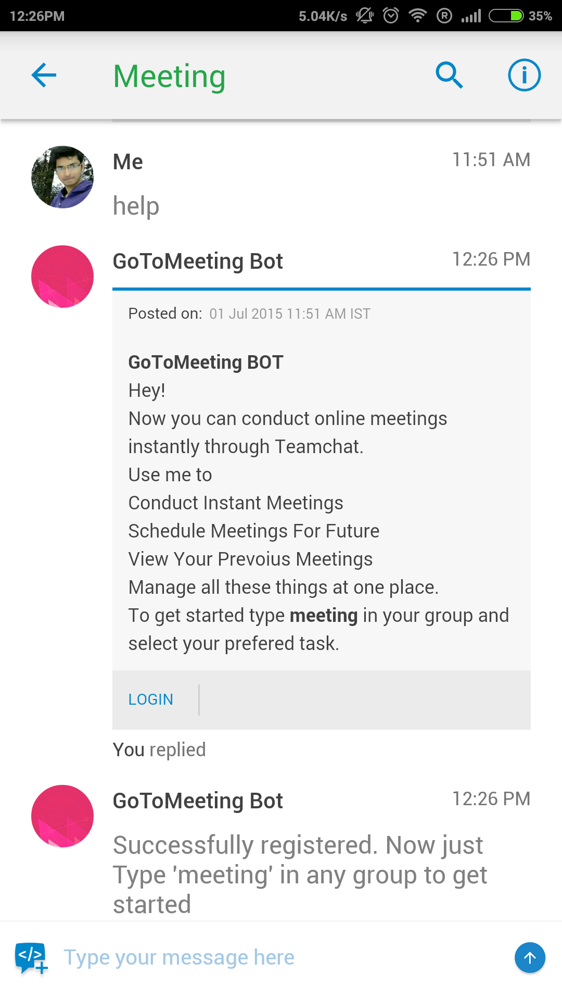 12:26PM 5.04K/s R 35%
Meeting
Me 11:51 AM
help
GoToMeeting Bot 12:26 PM
Posted on: 01 Jul 2015 11:51 AM IST
GoToMeeting BOT
Hey!
Now you can conduct online meetings
instantly through Teamchat.
Use me to
Conduct Instant Meetings
Schedule Meetings For Future
View Your Prevoius Meetings
Manage all these things at one place.
To get started type meeting in your group and
select your prefered task.
LOGIN
You replied
GoToMeeting Bot 12:26 PM
Successfully registered. Now just
Type 'meeting' in any group to get
started
Type your message here